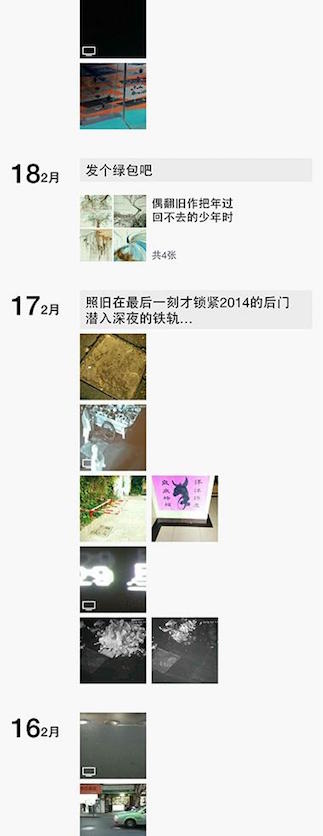 18 2月
发个绿包吧
偶翻旧作把年过
回不去的少年时
共4张
17 2月
照旧在最后一刻才锁紧2014的后门
潜入深夜的铁轨…
16 2月